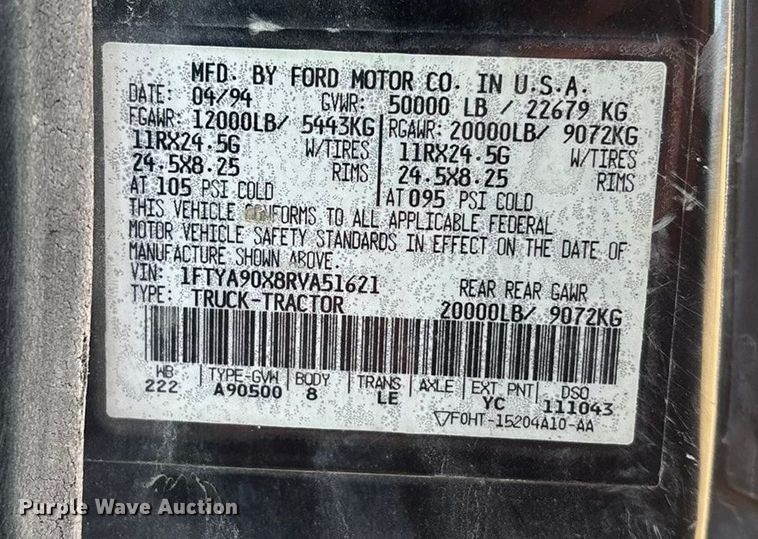 MFD. BY FORD MOTOR CO. IN U.S.A.
DATE: 04/94 GVWR: 50000 LB / 22679 KG
FGAWR: 12000LB/ 5443KG RGAWR: 20000LB/ 9072KG
11RX24.5G W/TIRES 11RX24.5G W/TIRES
24.5X8.25 RIMS 24.5X8.25 RIMS
AT 105 PSI COLD AT 095 PSI COLD
THIS VEHICLE CONFORMS TO ALL APPLICABLE FEDERAL
MOTOR VEHICLE SAFETY STANDARDS IN EFFECT ON THE DATE OF
MANUFACTURE SHOWN ABOVE.
VIN: 1FTYA90X8RVA51621 REAR REAR GAWR
TYPE: TRUCK-TRACTOR 20000LB/ 9072KG
WB TYPE-GVW BODY TRANS AXLE EXT PNT DSO
222 A90500 8 LE YC 111043
F0HT-15204A10-AA
Purple Wave Auction